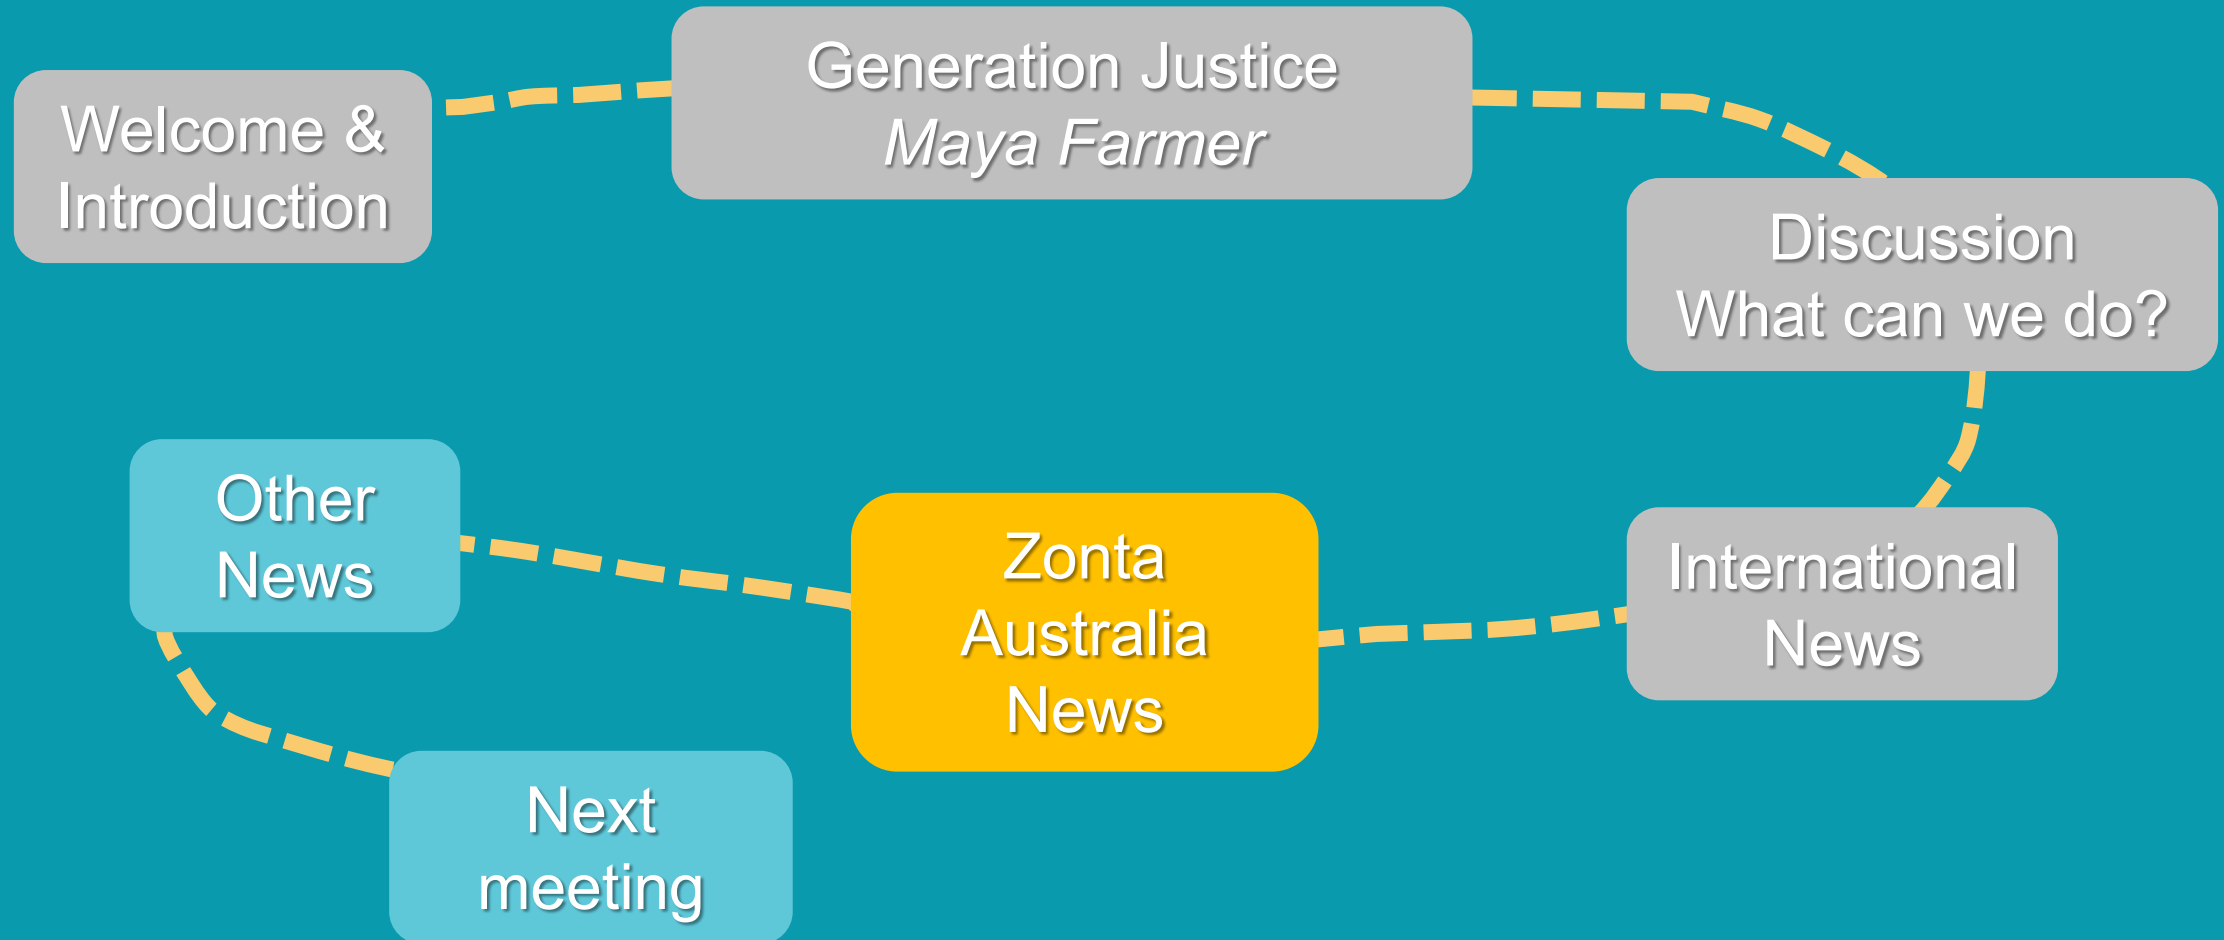 Welcome &
Introduction
Generation Justice
Maya Farmer
Discussion
What can we do?
International
News
Zonta
Australia
News
Other
News
Next
meeting